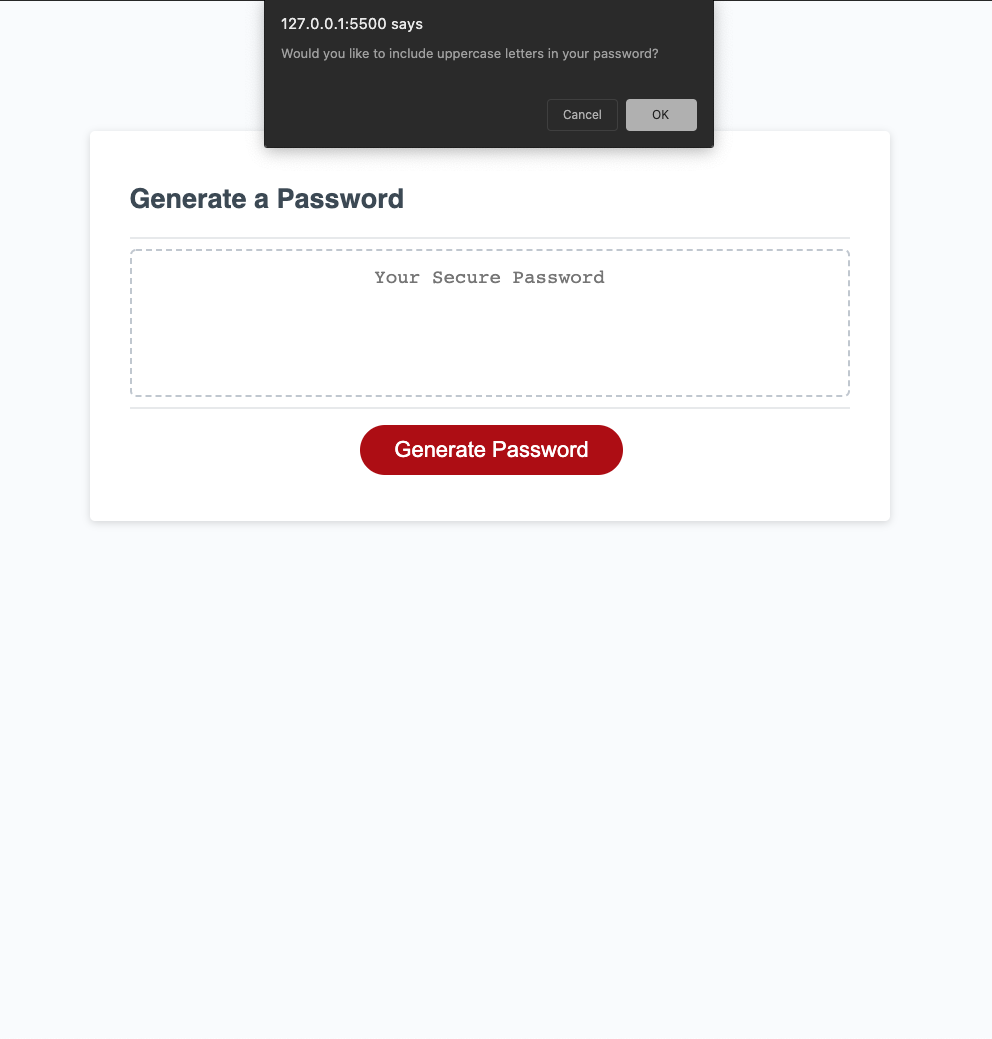 127.0.0.1:5500 says
Would you like to include uppercase letters in your password?
Cancel
OK
Generate a Password
Your Secure Password
Generate Password